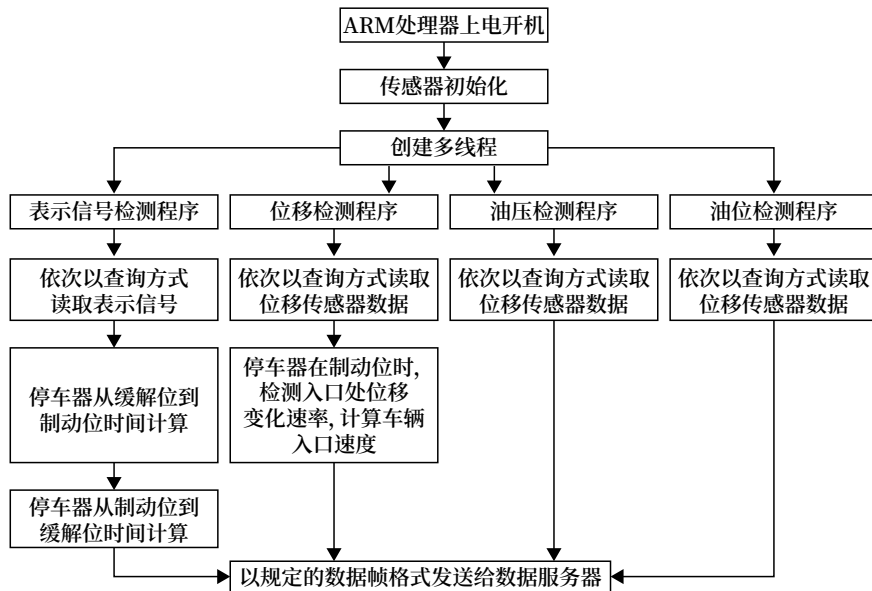 ARM处理器上电开机
传感器初始化
创建多线程
表示信号检测程序
位移检测程序
油压检测程序
油位检测程序
依次以查询方式
读取表示信号
依次以查询方式读取
位移传感器数据
依次以查询方式读取
位移传感器数据
依次以查询方式读取
位移传感器数据
停车器从缓解位到
制动位时间计算
停车器在制动位时,
检测入口处位移
变化速率, 计算车辆
入口速度
停车器从制动位到
缓解位时间计算
以规定的数据帧格式发送给数据服务器